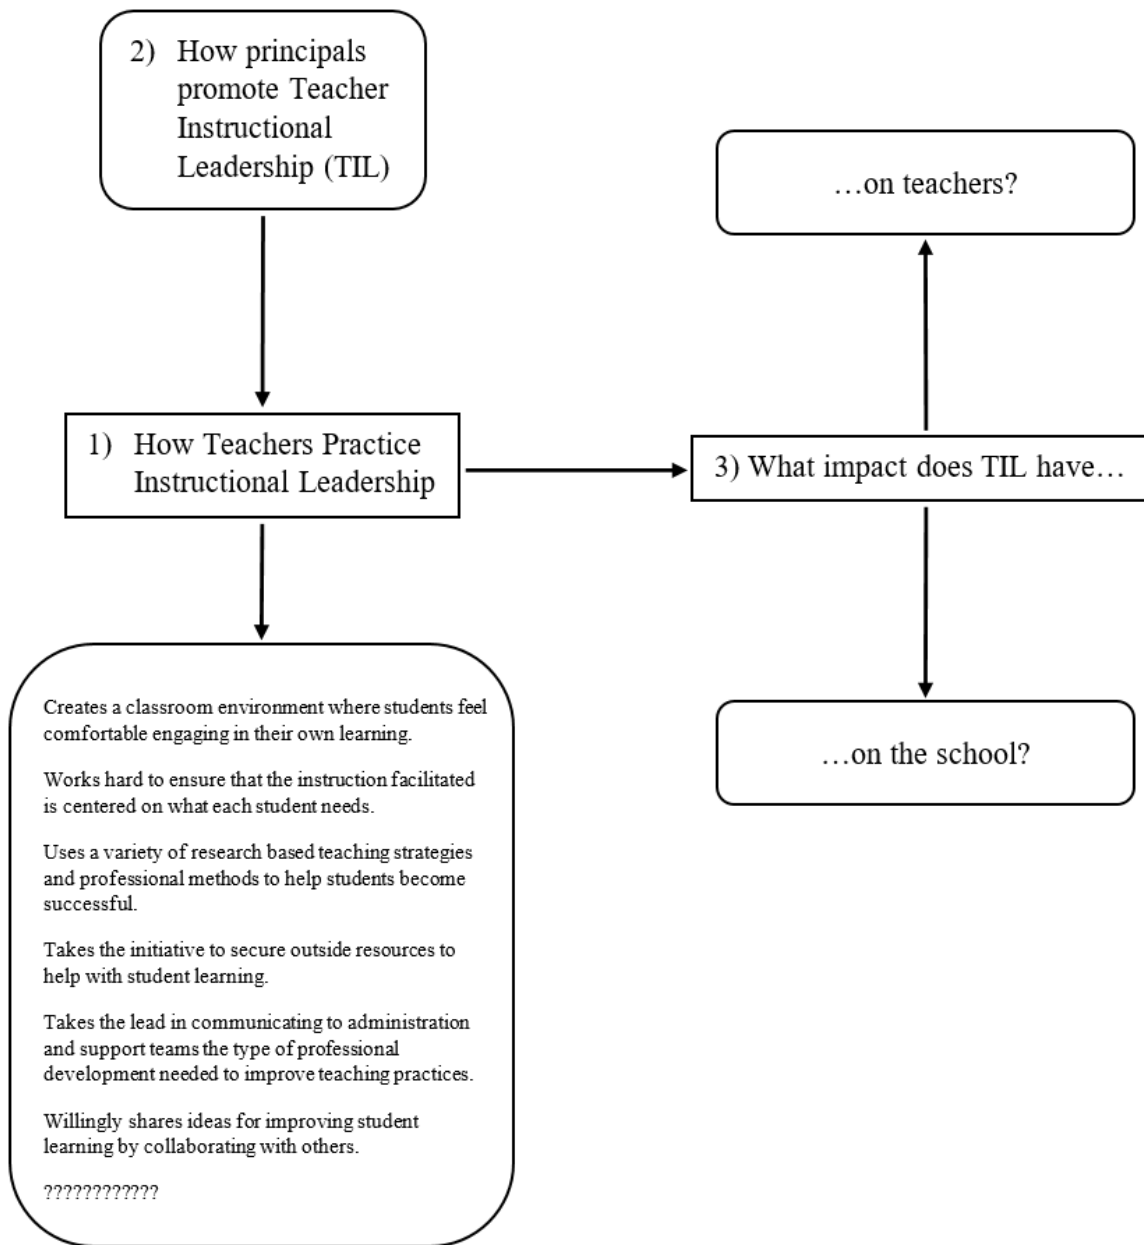 2) How principals
promote Teacher
Instructional
Leadership (TIL)
…on teachers?
1) How Teachers Practice
Instructional Leadership
3) What impact does TIL have…
Creates a classroom environment where students feel
comfortable engaging in their own learning.
Works hard to ensure that the instruction facilitated
is centered on what each student needs.
Uses a variety of research based teaching strategies
and professional methods to help students become
successful.
Takes the initiative to secure outside resources to
help with student learning.
Takes the lead in communicating to administration
and support teams the type of professional
development needed to improve teaching practices.
Willingly shares ideas for improving student
learning by collaborating with others.
????????????
…on the school?